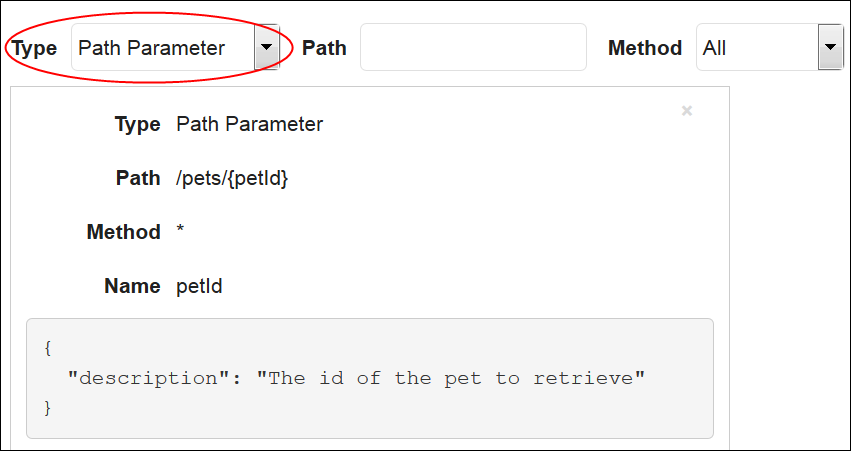 Type Path Parameter Path Method All
×
Type Path Parameter
Path /pets/{petId}
Method *
Name petId
{
"description": "The id of the pet to retrieve"
}